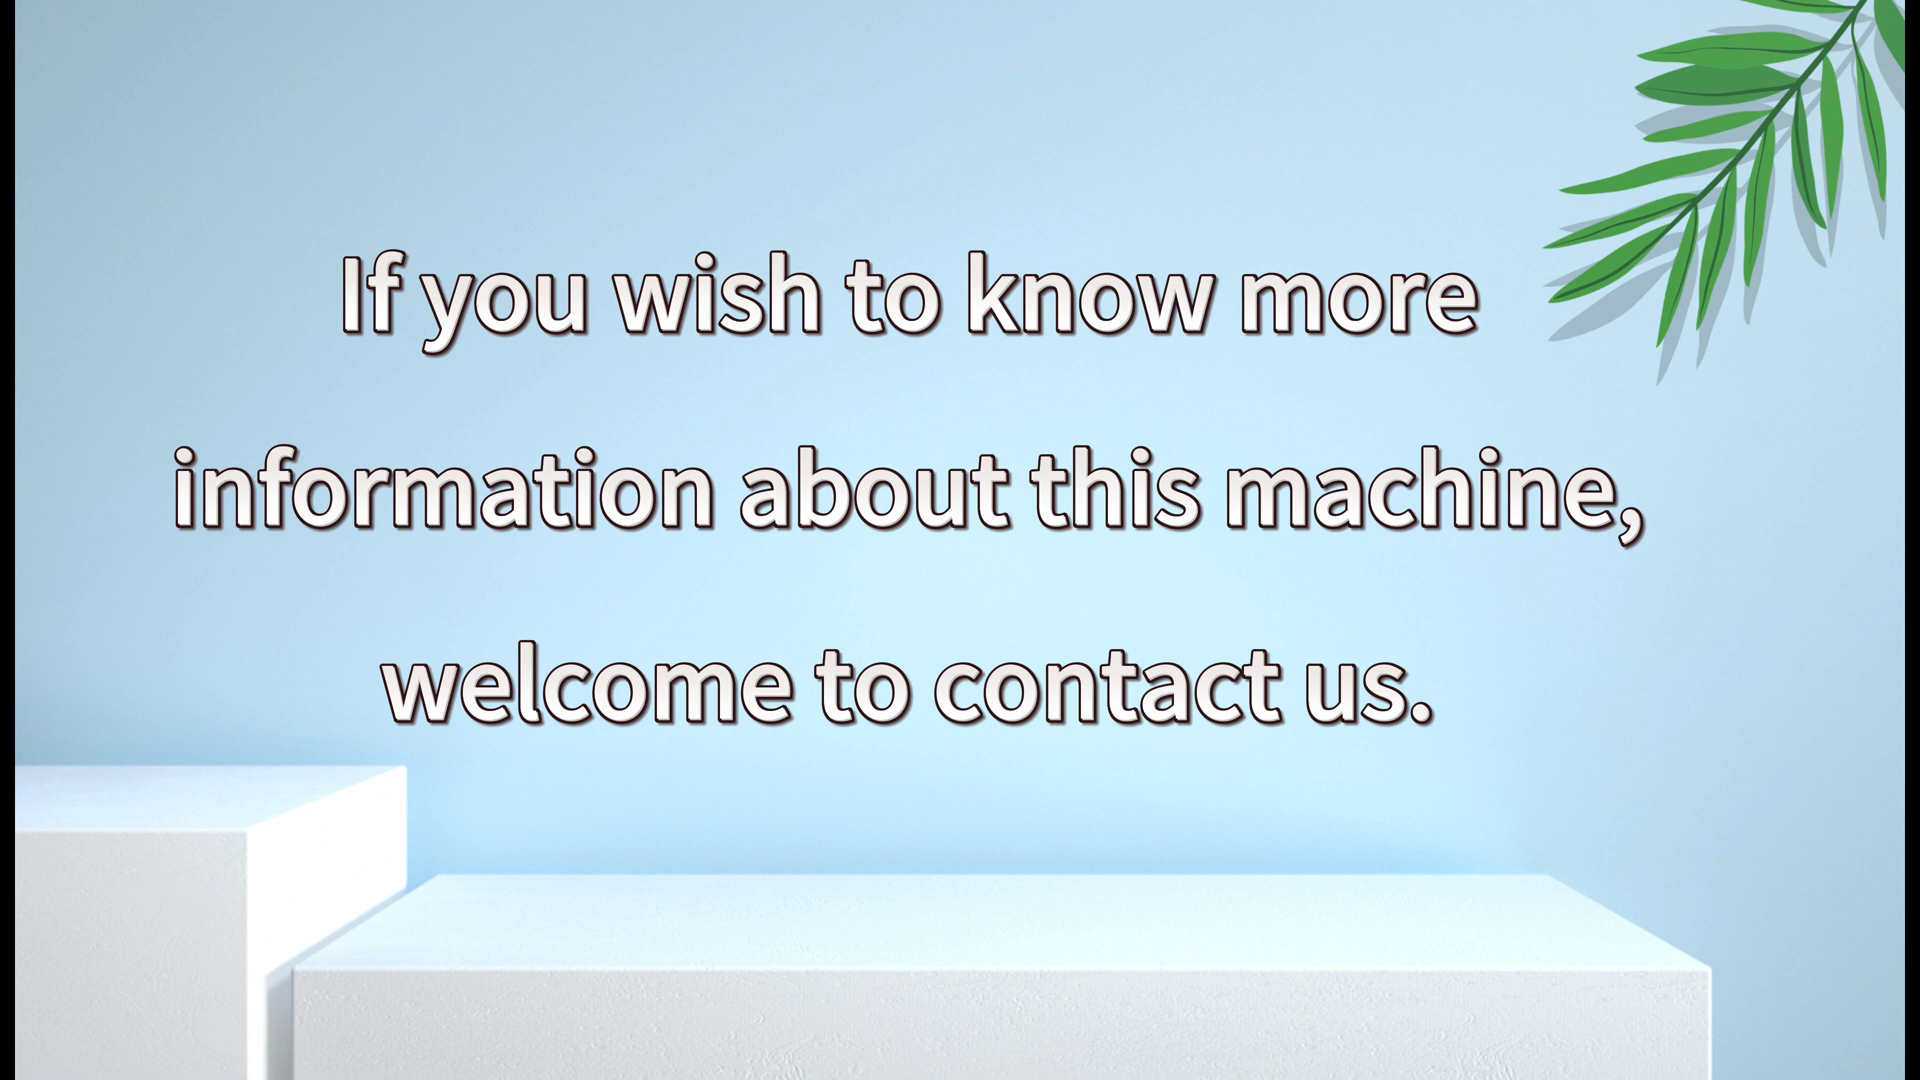 If you wish to know more
information about this machine,
welcome to contact us.